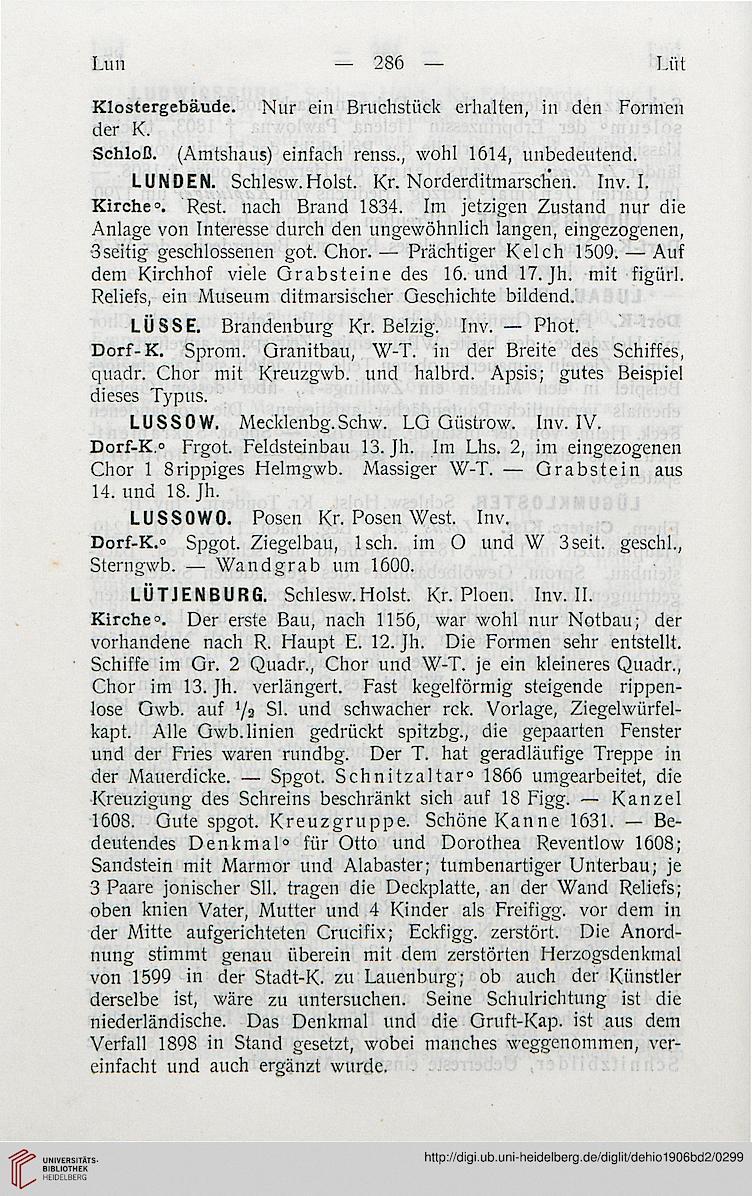 Lun — 286 — Lüt
Klostergebäude. Nur ein Bruchstück erhalten, in den Formen
der K.
Schloß. (Amtshaus) einfach renss., wohl 1614, unbedeutend.
LUNDEN. Schlesw. Holst. Kr. Norderditmarschen. Inv. I.
Kirche°. Rest. nach Brand 1834. Im jetzigen Zustand nur die
Anlage von Interesse durch den ungewöhnlich langen, eingezogenen,
3seitig geschlossenen got. Chor. — Prächtiger Kelch 1509. — Auf
dem Kirchhof viele Grabsteine des 16. und 17. Jh. mit figürl.
Reliefs, ein Museum ditmarsischer Geschichte bildend.
LÜSSE. Brandenburg Kr. Belzig. Inv. — Phot.
Dorf-K. Sprom. Granitbau, W-T. in der Breite des Schiffes,
quadr. Chor mit Kreuzgwb. und halbrd. Apsis; gutes Beispiel
dieses Typus.
LUSSOW. Mecklenbg. Schw. LG Güstrow. Inv. IV.
Dorf-K.° Frgot. Feldsteinbau 13. Jh. Im Lhs. 2, im eingezogenen
Chor 1 8rippiges Helmgwb. Massiger W-T. — Grabstein aus
14. und 18. Jh.
LUSSOWO. Posen Kr. Posen West. Inv.
Dorf-K.° Spgot. Ziegelbau, 1sch. im O und W 3seit. geschl.,
Sterngwb. — Wandgrab um 1600.
LÜTJENBURG. Schlesw. Holst. Kr. Ploen. Inv. II.
Kirche°. Der erste Bau, nach 1156, war wohl nur Notbau; der
vorhandene nach R. Haupt E. 12. Jh. Die Formen sehr entstellt.
Schiffe im Gr. 2 Quadr., Chor und W-T. je ein kleineres Quadr.,
Chor im 13. Jh. verlängert. Fast kegelförmig steigende rippen-
lose Gwb. auf 1/2 Sl. und schwacher rck. Vorlage, Ziegelwürfel-
kapt. Alle Gwb.linien gedrückt spitzbg., die gepaarten Fenster
und der Fries waren rundbg. Der T. hat geradläufige Treppe in
der Mauerdicke. — Spgot. Schnitzaltar° 1866 umgearbeitet, die
Kreuzigung des Schreins beschränkt sich auf 18 Figg. — Kanzel
1608. Gute spgot. Kreuzgruppe. Schöne Kanne 1631. — Be-
deutendes Denkmal° für Otto und Dorothea Reventlow 1608;
Sandstein mit Marmor und Alabaster; tumbenartiger Unterbau; je
3 Paare jonischer Sll. tragen die Deckplatte, an der Wand Reliefs;
oben knien Vater, Mutter und 4 Kinder als Freifigg. vor dem in
der Mitte aufgerichteten Crucifix; Eckfigg. zerstört. Die Anord-
nung stimmt genau überein mit dem zerstörten Herzogsdenkmal
von 1599 in der Stadt-K. zu Lauenburg; ob auch der Künstler
derselbe ist, wäre zu untersuchen. Seine Schulrichtung ist die
niederländische. Das Denkmal und die Gruft-Kap. ist aus dem
Verfall 1898 in Stand gesetzt, wobei manches weggenommen, ver-
einfacht und auch ergänzt wurde.
UNIVERSITÄTS-
BIBLIOTHEK
HEIDELBERG
http://digi.ub.uni-heidelberg.de/diglit/dehio1906bd2/0299